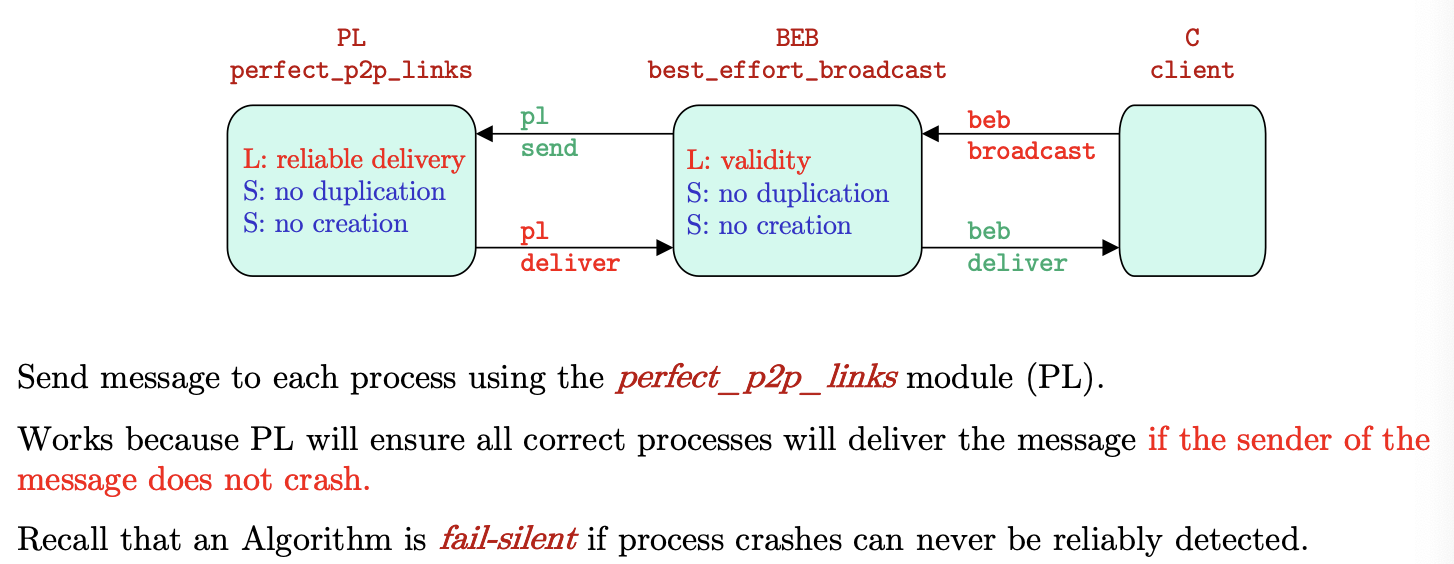 PL
perfect_p2p_links
BEB
best_effort_broadcast
C
client
L: reliable delivery
S: no duplication
S: no creation
pl
send
pl
deliver
L: validity
S: no duplication
S: no creation
beb
broadcast
beb
deliver
Send message to each process using the perfect_p2p_links module (PL).
Works because PL will ensure all correct processes will deliver the message if the sender of the
message does not crash.
Recall that an Algorithm is fail-silent if process crashes can never be reliably detected.